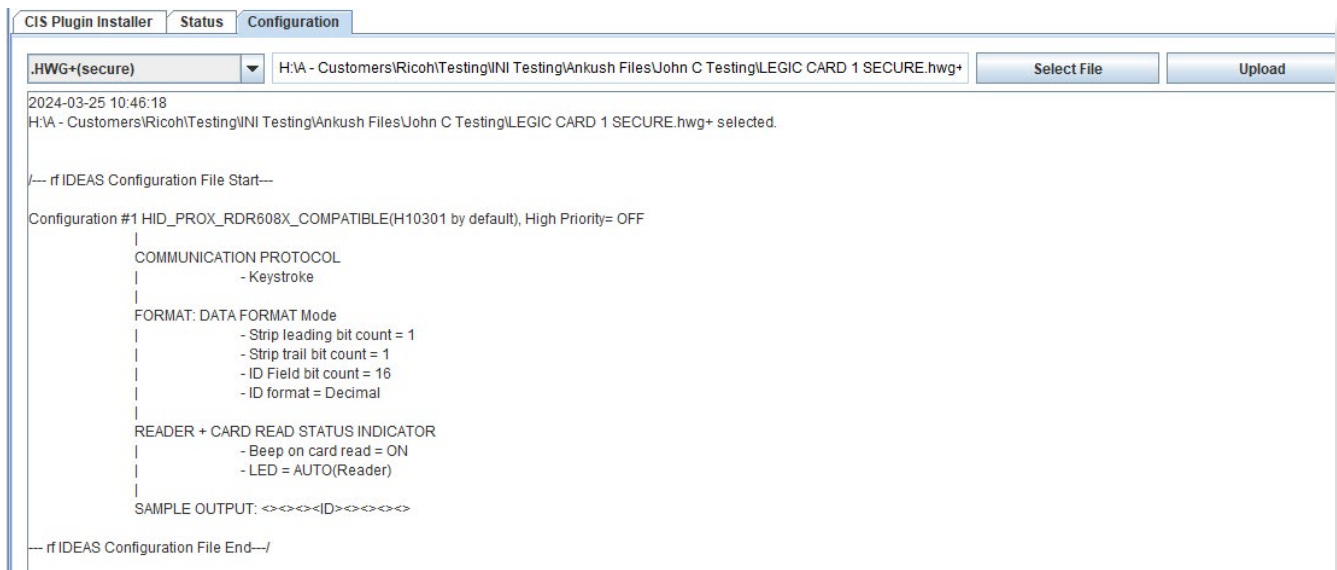 CIS Plugin Installer Status Configuration
.HWG+(secure) H:\A - Customers\Ricoh\Testing\INI Testing\Ankush Files\John C Testing\LEGIC CARD 1 SECURE.hwg+ Select File Upload
2024-03-25 10:46:18
H:\A - Customers\Ricoh\Testing\INI Testing\Ankush Files\John C Testing\LEGIC CARD 1 SECURE.hwg+ selected.
/--- rf IDEAS Configuration File Start---
Configuration #1 HID_PROX_RDR608X_COMPATIBLE(H10301 by default), High Priority= OFF
|
COMMUNICATION PROTOCOL
| - Keystroke
|
FORMAT: DATA FORMAT Mode
| - Strip leading bit count = 1
| - Strip trail bit count = 1
| - ID Field bit count = 16
| - ID format = Decimal
|
READER + CARD READ STATUS INDICATOR
| - Beep on card read = ON
| - LED = AUTO(Reader)
|
SAMPLE OUTPUT: <><><><ID><><><><>
--- rf IDEAS Configuration File End---/